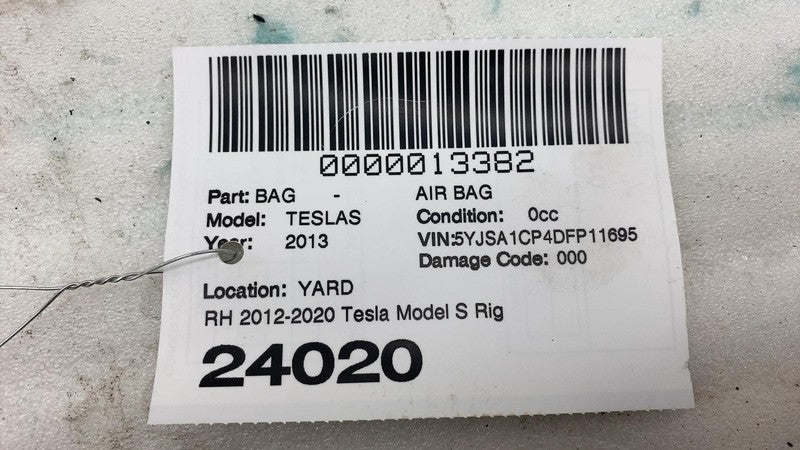 0000013382
Part: BAG - AIR BAG
Model: TESLAS Condition: 0cc
Year: 2013 VIN:5YJSA1CP4DFP11695
Damage Code: 000
Location: YARD
RH 2012-2020 Tesla Model S Rig
24020